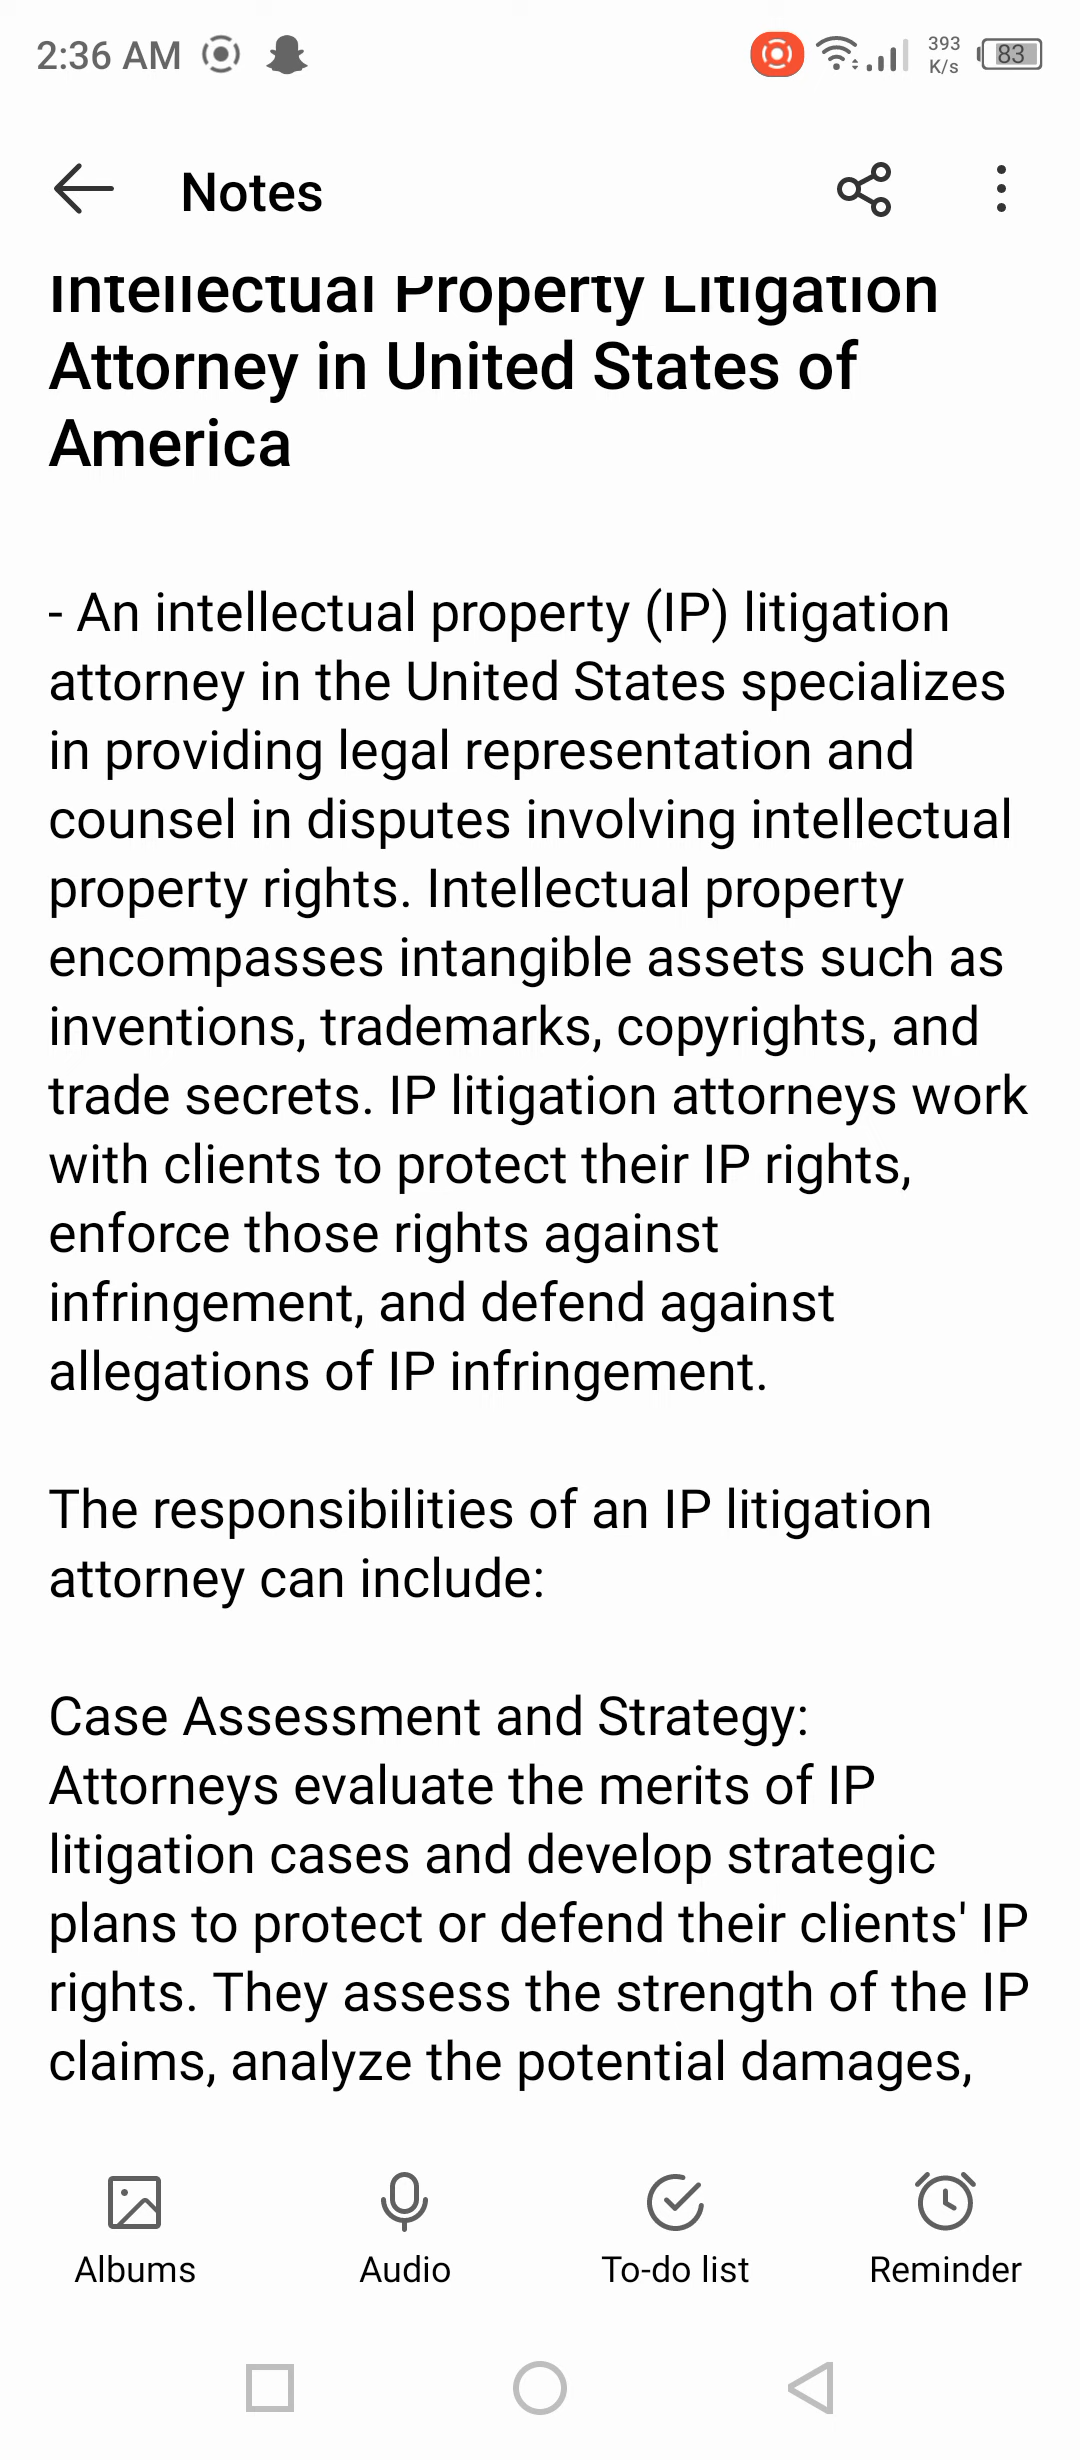 2:36 AM
393
K/s
83
Notes
Intellectual Property Litigation
Attorney in United States of
America
- An intellectual property (IP) litigation
attorney in the United States specializes
in providing legal representation and
counsel in disputes involving intellectual
property rights. Intellectual property
encompasses intangible assets such as
inventions, trademarks, copyrights, and
trade secrets. IP litigation attorneys work
with clients to protect their IP rights,
enforce those rights against
infringement, and defend against
allegations of IP infringement.
The responsibilities of an IP litigation
attorney can include:
Case Assessment and Strategy:
Attorneys evaluate the merits of IP
litigation cases and develop strategic
plans to protect or defend their clients' IP
rights. They assess the strength of the IP
claims, analyze the potential damages,
Albums
Audio
To-do list
Reminder